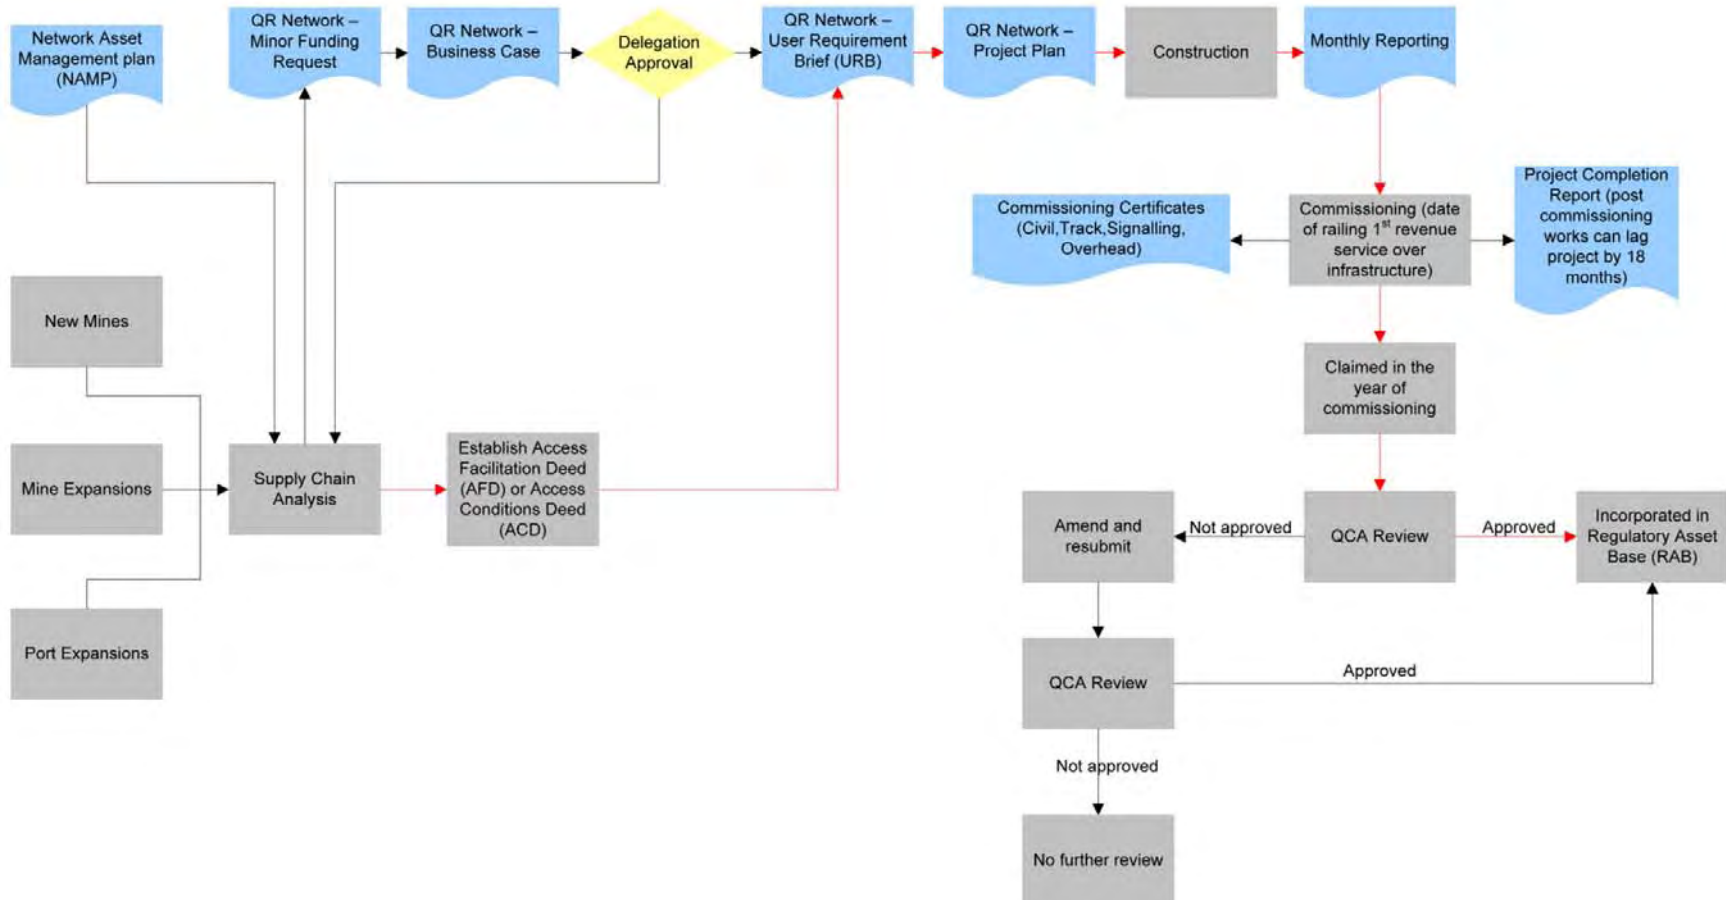 Network Asset
Management plan
(NAMP)
QR Network –
Minor Funding
Request
QR Network –
Business Case
Delegation
Approval
QR Network –
User Requirement
Brief (URB)
QR Network –
Project Plan
Construction
Monthly Reporting
Commissioning Certificates
(Civil,Track,Signalling,
Overhead)
Commissioning (date
of railing 1st revenue
service over
infrastructure)
Project Completion
Report (post
commissioning
works can lag
project by 18
months)
New Mines
Claimed in the
year of
commissioning
Mine Expansions
Supply Chain
Analysis
Establish Access
Facilitation Deed
(AFD) or Access
Conditions Deed
(ACD)
Amend and
resubmit
Not approved
QCA Review
Approved
Incorporated in
Regulatory Asset
Base (RAB)
Port Expansions
QCA Review
Approved
Not approved
No further review